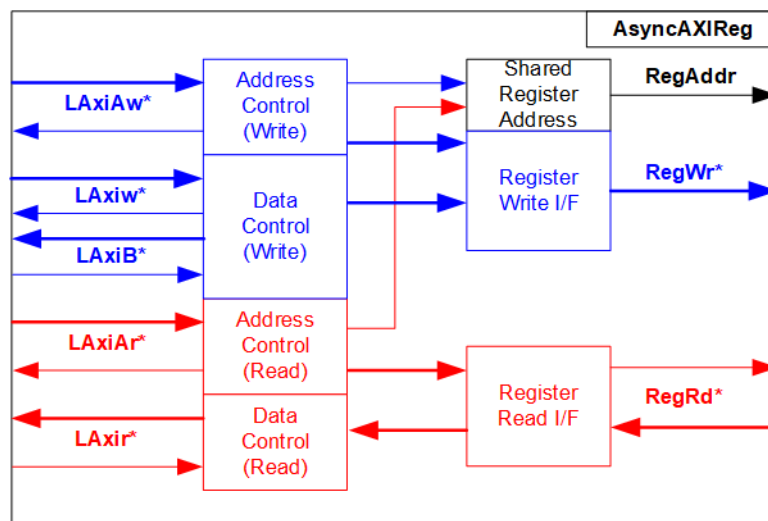 AsyncAXIReg
LAxiAw*
Address
Control
(Write)
Shared
Register
Address
RegAddr
LAxiw*
LAxiB*
Data
Control
(Write)
Register
Write I/F
RegWr*
LAxiAr*
Address
Control
(Read)
LAxir*
Data
Control
(Read)
Register
Read I/F
RegRd*